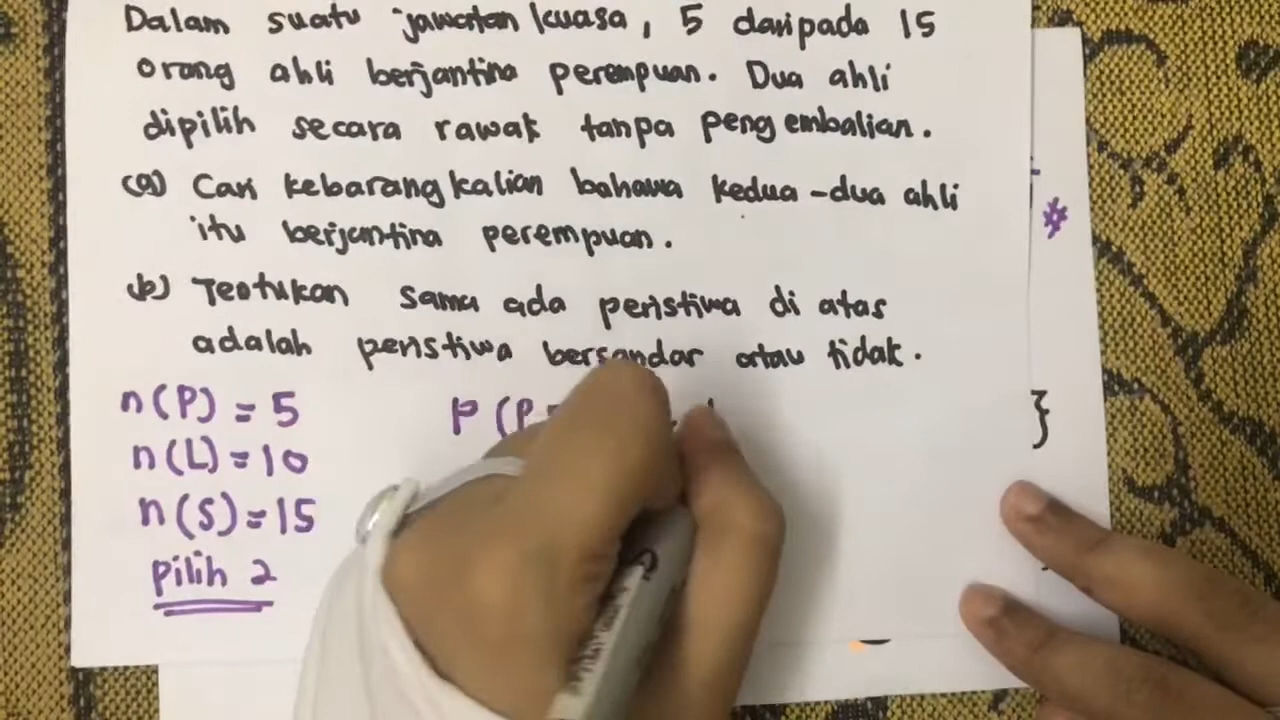 Dalam suatu jawatan kuasa, 5 daripada 15
orang ahli berjantina perempuan. Dua ahli
dipilih secara rawak tanpa pengembalian.
(a) Cari kebarangkalian bahawa kedua-dua ahli
itu berjantina perempuan.
(b) Tentukan sama ada peristiwa di atas
adalah peristiwa bersandar atau tidak.
n(P) = 5
P (P
n(L) = 10
n(S) = 15
pilih 2
*
}